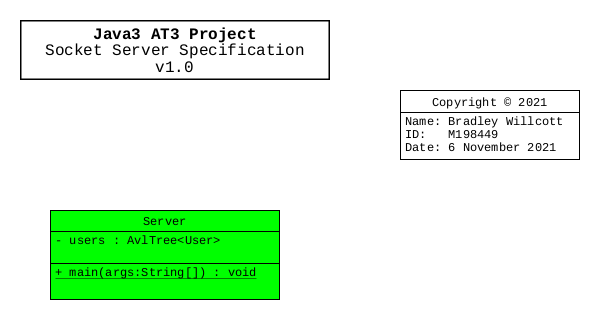 Java3 AT3 Project
Socket Server Specification
v1.0
Copyright © 2021
Name: Bradley Willcott
ID:   M198449
Date: 6 November 2021
Server
- users : AvlTree<User>
+ main(args:String[]) : void